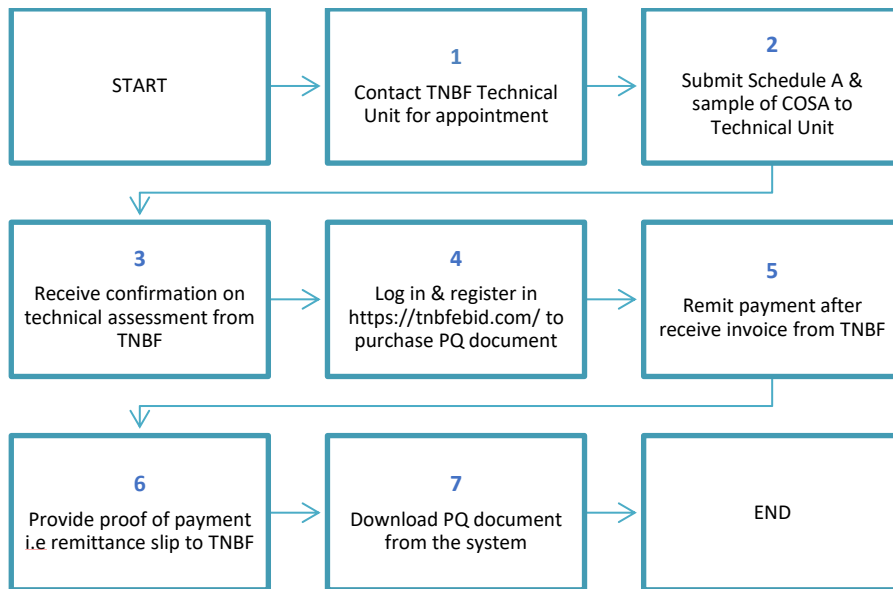 START
1
Contact TNBF Technical
Unit for appointment
2
Submit Schedule A &
sample of COSA to
Technical Unit
3
Receive confirmation on
technical assessment from
TNBF
4
Log in & register in
https://tnbfebid.com/ to
purchase PQ document
5
Remit payment after
receive invoice from TNBF
6
Provide proof of payment
i.e remittance slip to TNBF
7
Download PQ document
from the system
END